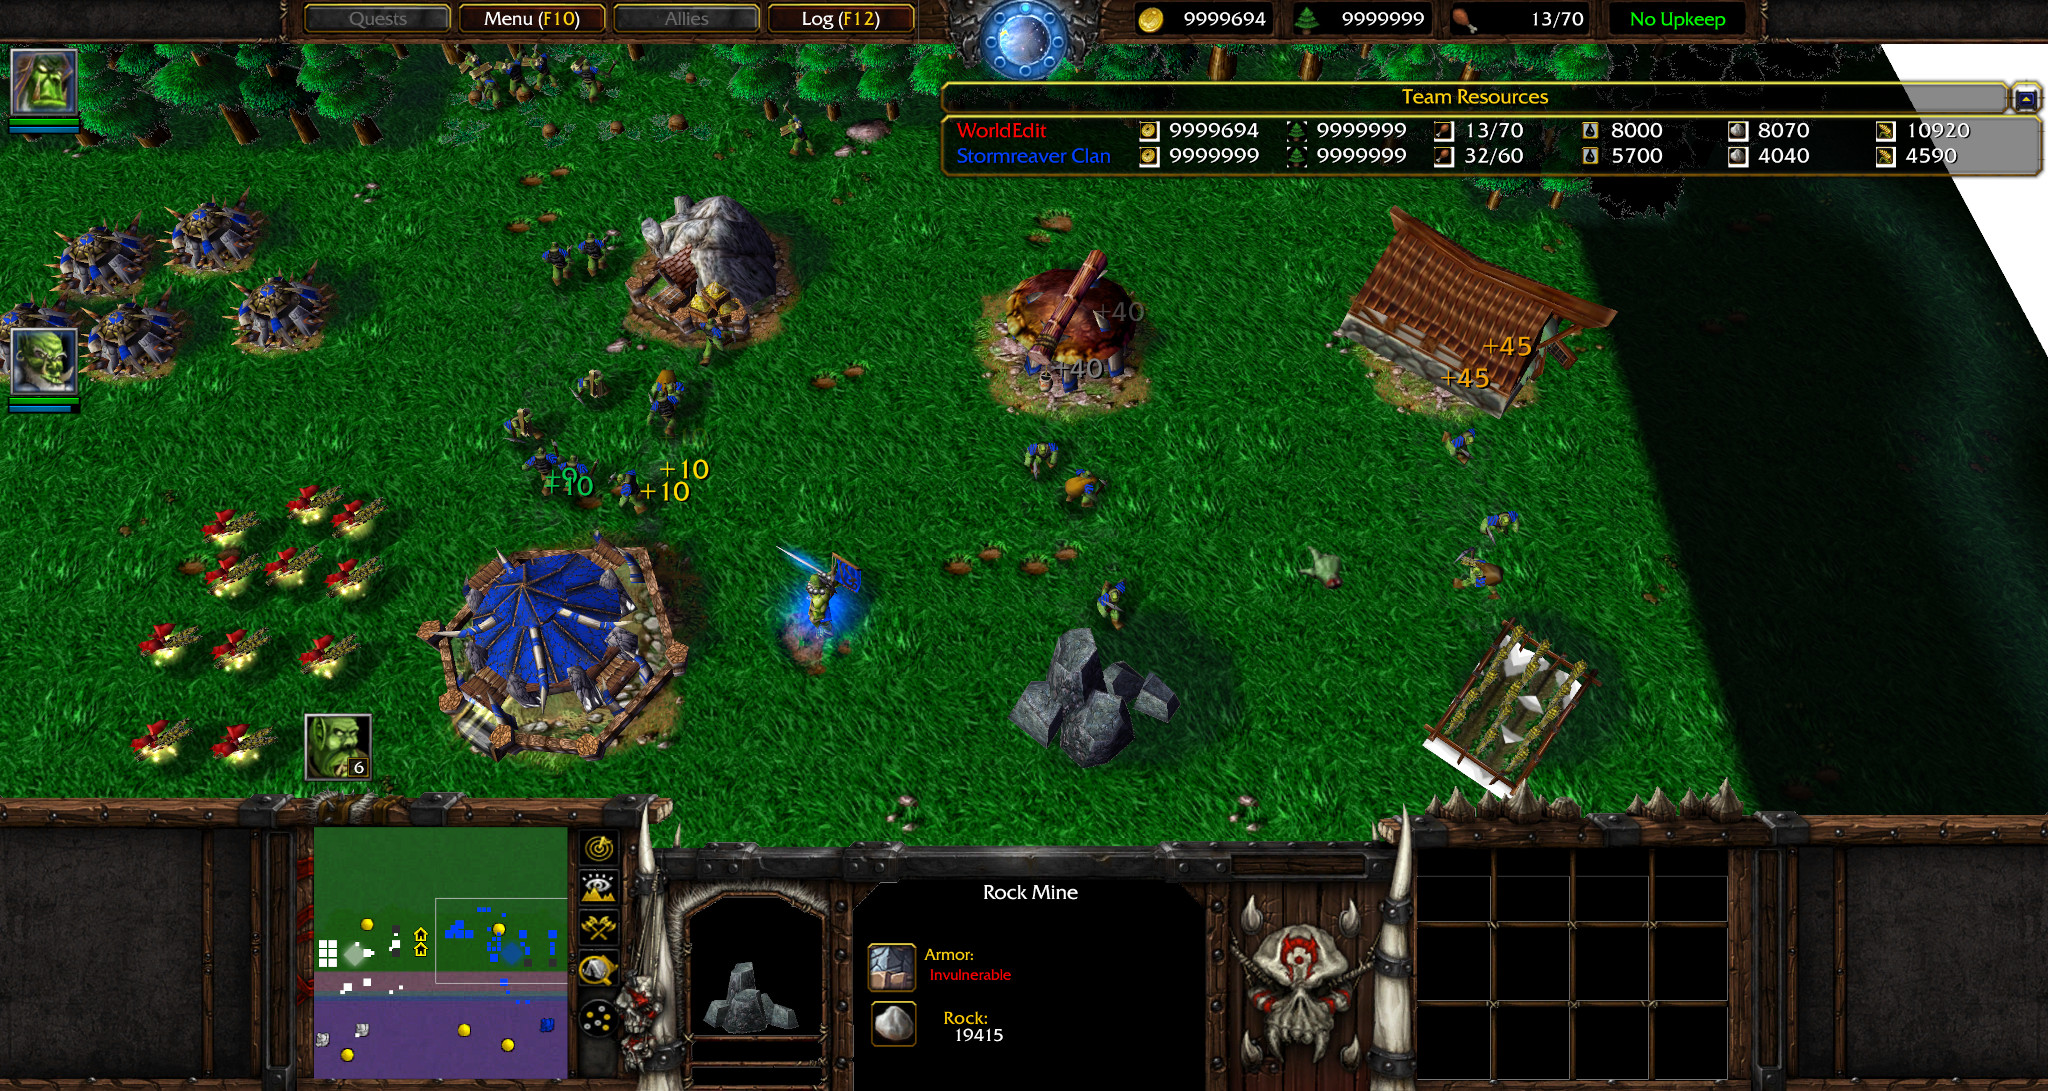 Quests Menu (F10) Allies Log (F12) 9999694 9999999 13/70 No Upkeep
Team Resources
WorldEdit 9999694 9999999 13/70 8000 8070 10920
Stormreaver Clan 9999999 9999999 32/60 5700 4040 4590
+40
+45
+40
+45
+10
+10
+10
6
Rock Mine
Armor:
Invulnerable
Rock:
19415